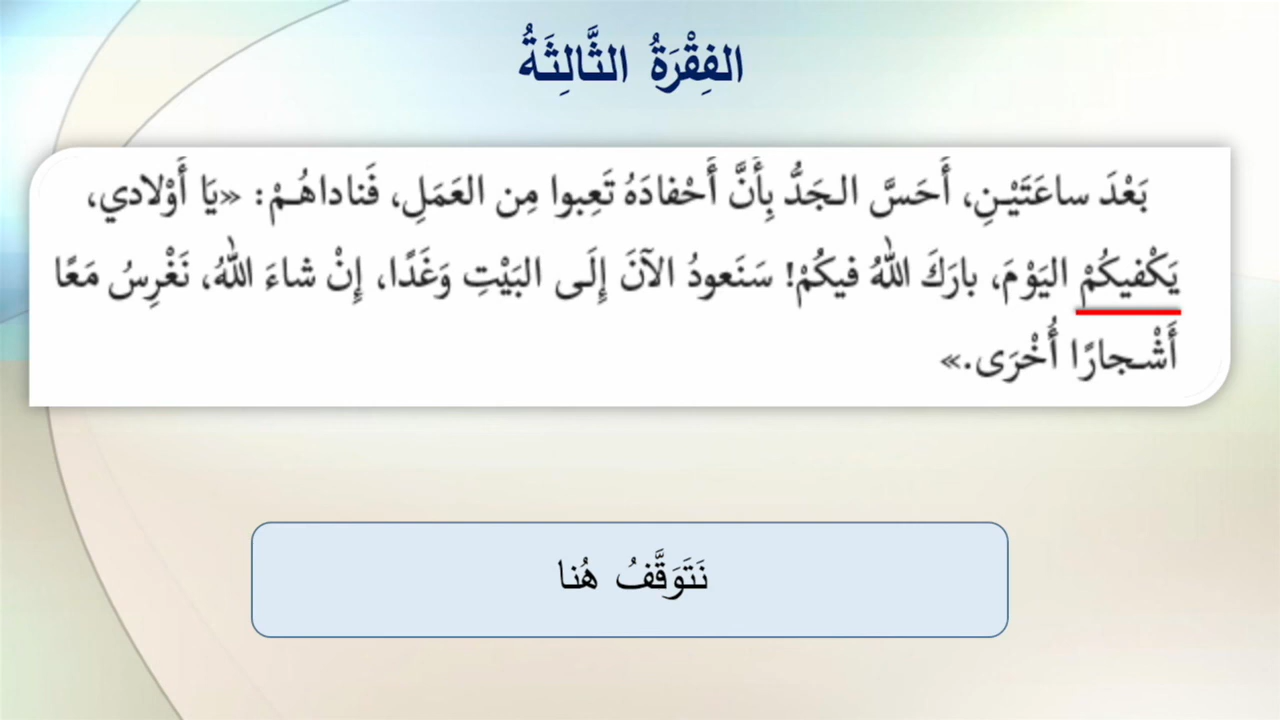 الفِقْرَةُ الثَّالِثَةُ
بَعْدَ ساعَتَيْنِ، أَحَسَّ الجَدُّ بِأَنَّ أَحْفادَهُ تَعِبوا مِن العَمَلِ، فَناداهُمْ: «يَا أَوْلادي،
يَكْفيكُمْ اليَوْمَ، بارَكَ اللهُ فيكُمْ! سَنَعودُ الآنَ إِلَى البَيْتِ وَغَدًا، إِنْ شاءَ اللهُ، نَغْرِسُ مَعًا
أَشْجارًا أُخْرَى.»
نَتَوَقَّفُ هُنا